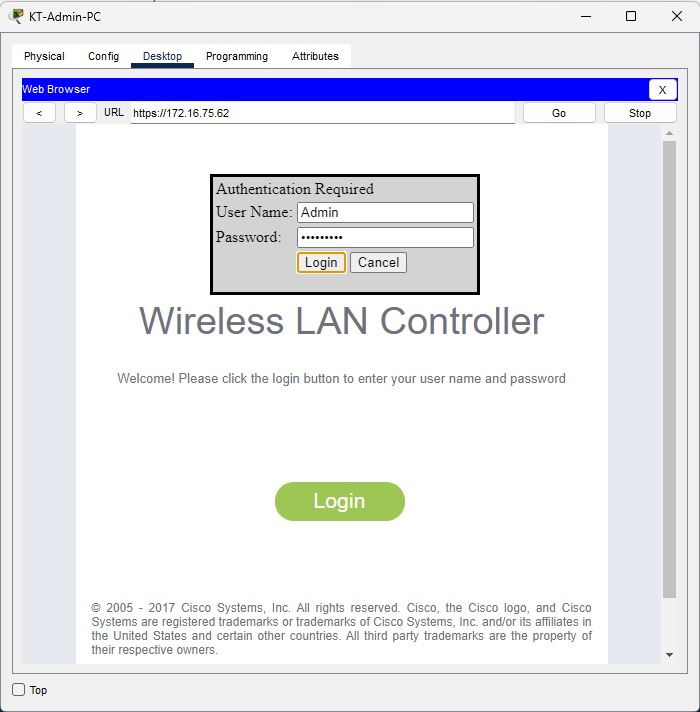 KT-Admin-PC
Physical Config Desktop Programming Attributes
Web Browser X
< > URL https://172.16.75.62 Go Stop
Authentication Required
User Name: Admin
Password: •••••••••
Login Cancel
Wireless LAN Controller
Welcome! Please click the login button to enter your user name and password
Login
© 2005 - 2017 Cisco Systems, Inc. All rights reserved. Cisco, the Cisco logo, and Cisco
Systems are registered trademarks or trademarks of Cisco Systems, Inc. and/or its affiliates in
the United States and certain other countries. All third party trademarks are the property of
their respective owners.
Top